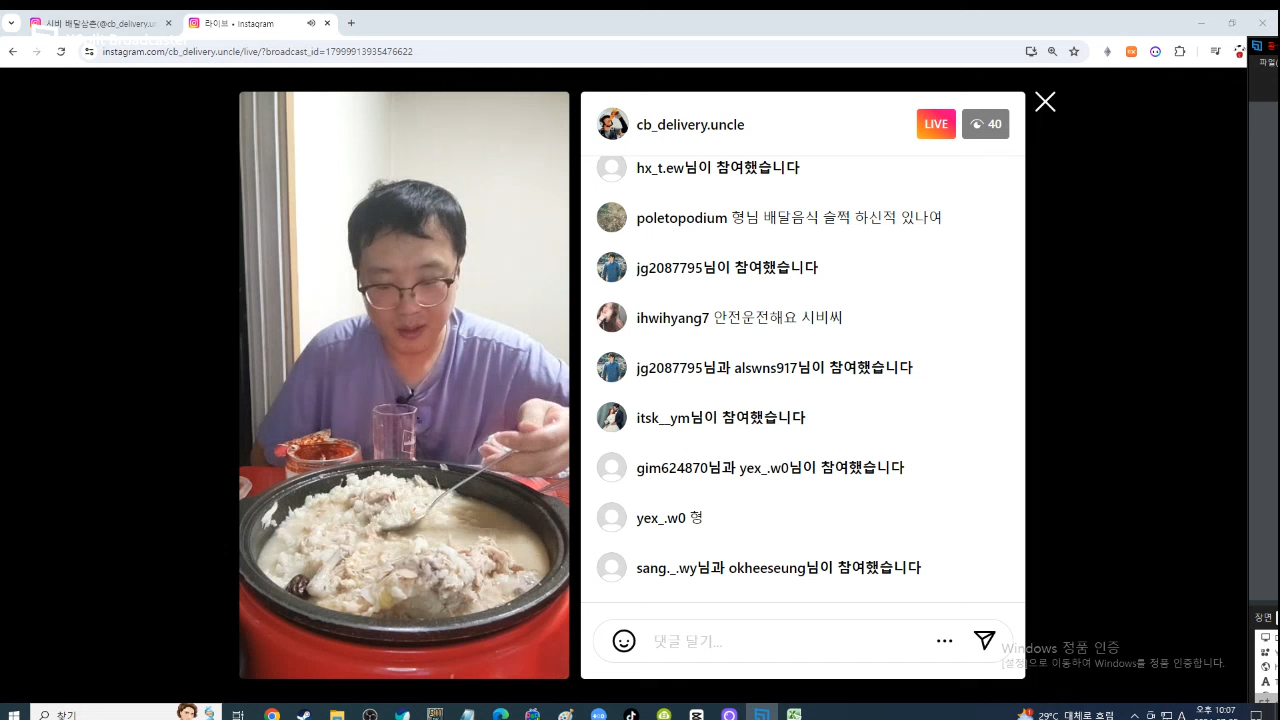 시비 배달삼촌(@cb_delivery.un
라이브 • Instagram
instagram.com/cb_delivery.uncle/live/?broadcast_id=17999913935476622
파일(
cb_delivery.uncle
LIVE
40
hx_t.ew님이 참여했습니다
poletopodium 형님 배달음식 슬쩍 하신적 있나여
jg2087795님이 참여했습니다
ihwihyang7 안전운전해요 시비씨
jg2087795님과 alswns917님이 참여했습니다
itsk__ym님이 참여했습니다
gim624870님과 yex_.w0님이 참여했습니다
yex_.w0 형
sang._.wy님과 okheeseung님이 참여했습니다
댓글 달기...
장면
Windows 정품 인증
[설정]으로 이동하여 Windows를 정품 인증합니다.
찾기
29°C 대체로 흐림
A
오후 10:07